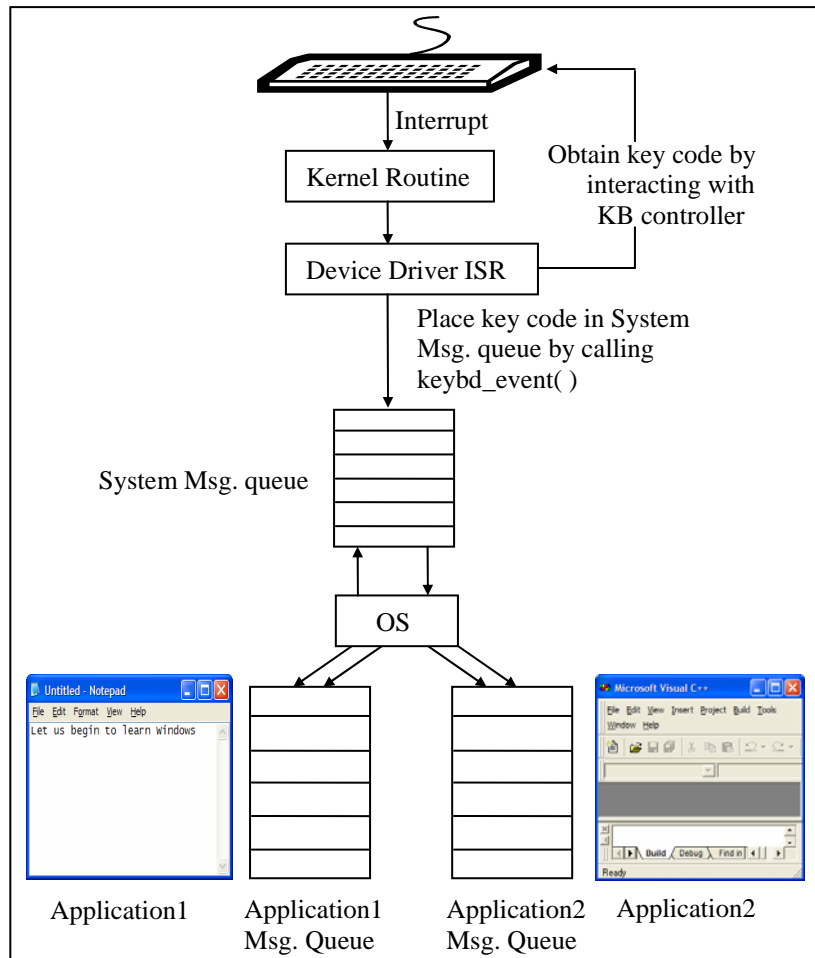 Interrupt
Kernel Routine
Obtain key code by
interacting with
KB controller
Device Driver ISR
Place key code in System
Msg. queue by calling
keybd_event( )
System Msg. queue
OS
Untitled - Notepad
File Edit Format View Help
Let us begin to learn Windows
Microsoft Visual C++
File Edit View Insert Project Build Tools
Window Help
Build Debug Find in
Ready
Application1
Application1
Msg. Queue
Application2
Msg. Queue
Application2